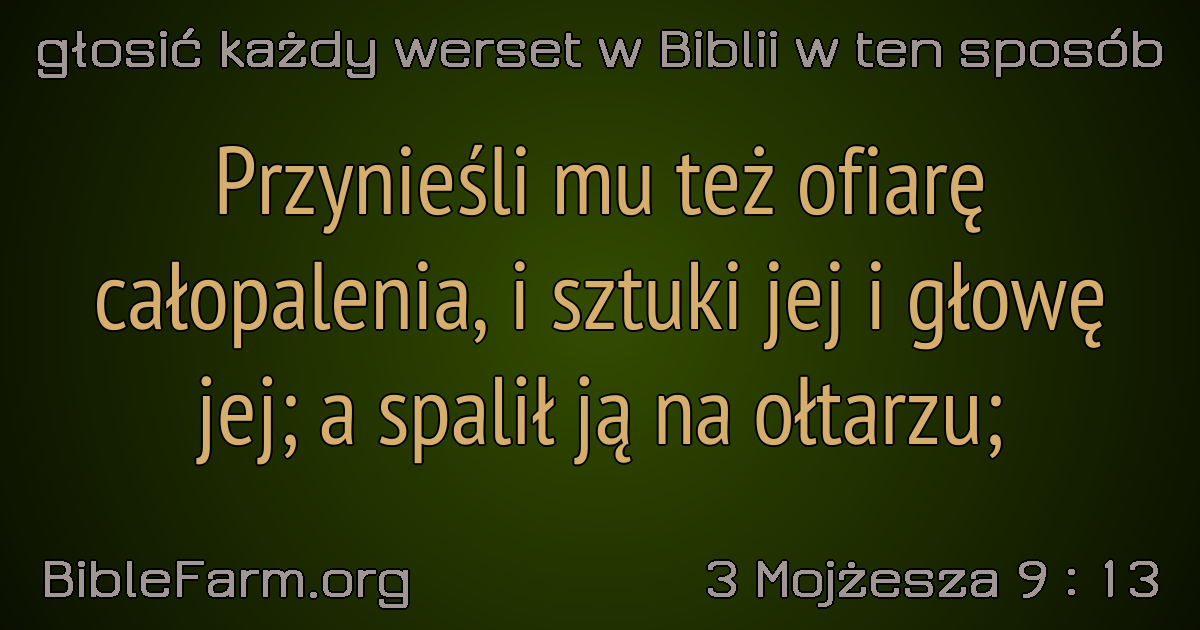 głosić każdy werset w Biblii w ten sposób
Przynieśli mu też ofiarę
całopalenia, i sztuki jej i głowę
jej; a spalił ją na ołtarzu;
BibleFarm.org
3 Mojżesza 9 : 13